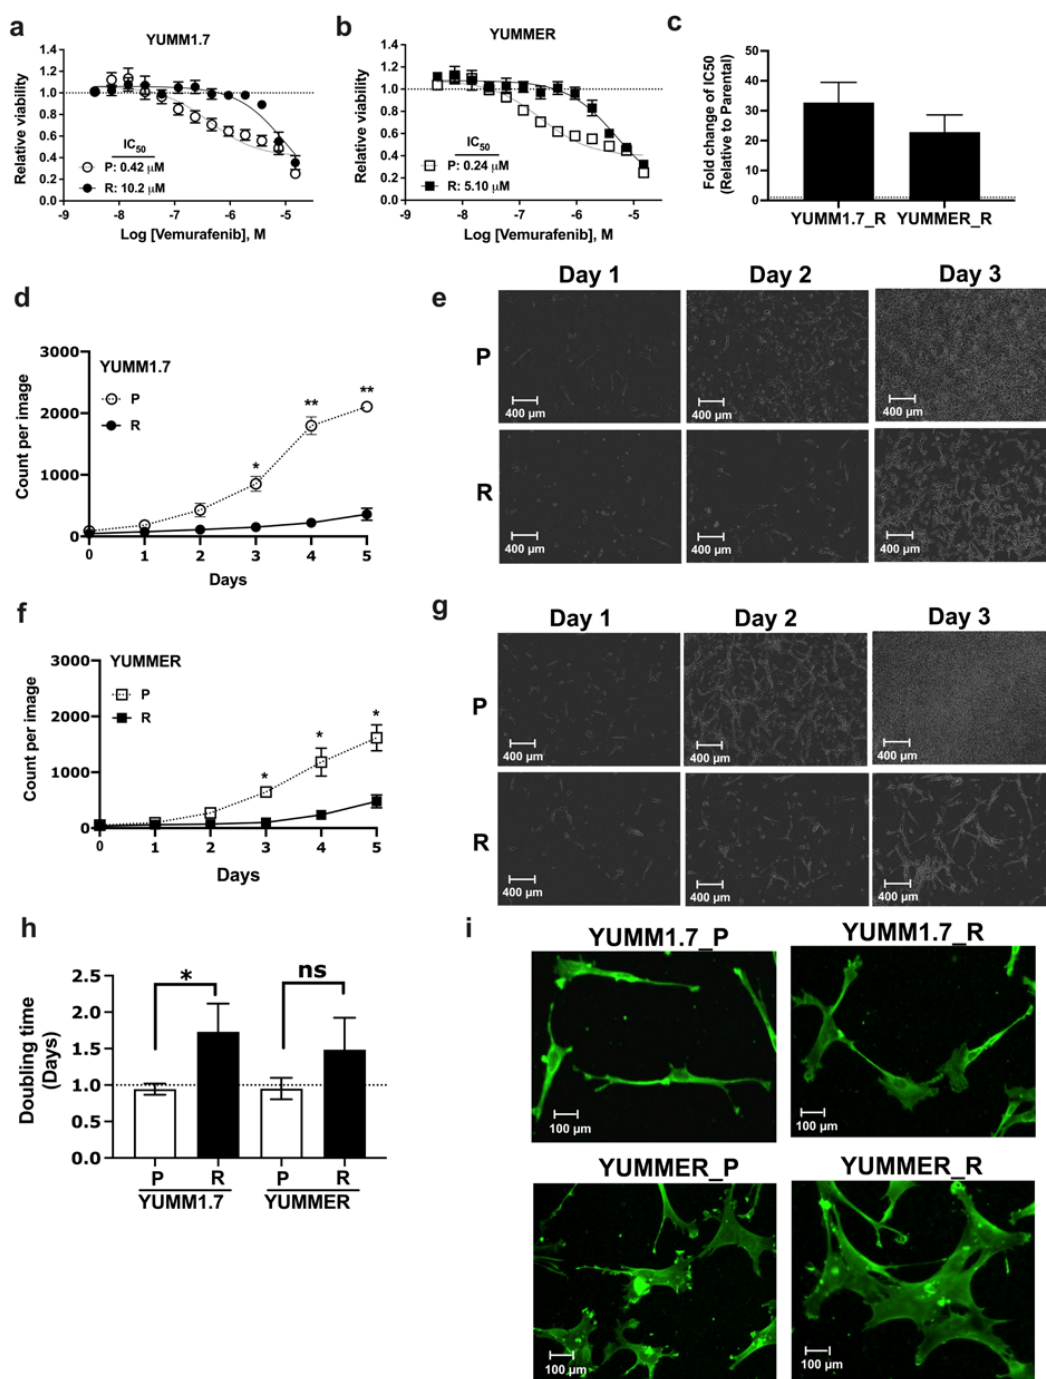 a
YUMM1.7
Relative viability
1.4
1.2
1.0
0.8
0.6
0.4
0.2
0.0
IC50
P: 0.42 μM
R: 10.2 μM
-9
-8
-7
-6
-5
Log [Vemurafenib], M
b
YUMMER
Relative viability
1.4
1.2
1.0
0.8
0.6
0.4
0.2
0.0
IC50
P: 0.24 μM
R: 5.10 μM
-9
-8
-7
-6
-5
Log [Vemurafenib], M
c
Fold change of IC50
(Relative to Parental)
50
40
30
20
10
0
YUMM1.7_R
YUMMER_R
d
Count per image
3000
2000
1000
0
YUMM1.7
P
R
*
**
**
0
1
2
3
4
5
Days
e
Day 1
Day 2
Day 3
P
400 μm
400 μm
400 μm
R
400 μm
400 μm
400 μm
f
Count per image
3000
2000
1000
0
YUMMER
P
R
*
*
*
0
1
2
3
4
5
Days
g
Day 1
Day 2
Day 3
P
400 μm
400 μm
400 μm
R
400 μm
400 μm
400 μm
h
Doubling time
(Days)
2.5
2.0
1.5
1.0
0.5
0.0
*
ns
P
R
P
R
YUMM1.7
YUMMER
i
YUMM1.7_P
100 μm
YUMM1.7_R
100 μm
YUMMER_P
100 μm
YUMMER_R
100 μm